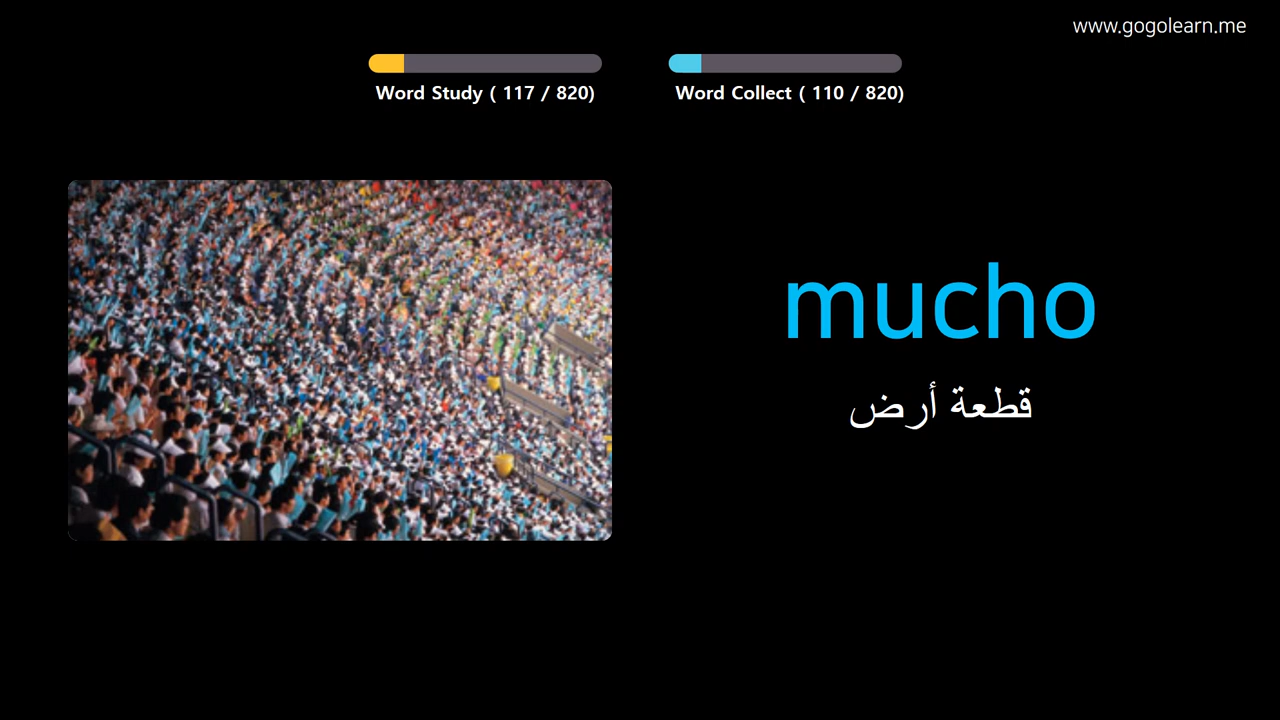 www.gogolearn.me
Word Study ( 117 / 820)
Word Collect ( 110 / 820)
mucho
قطعة أرض